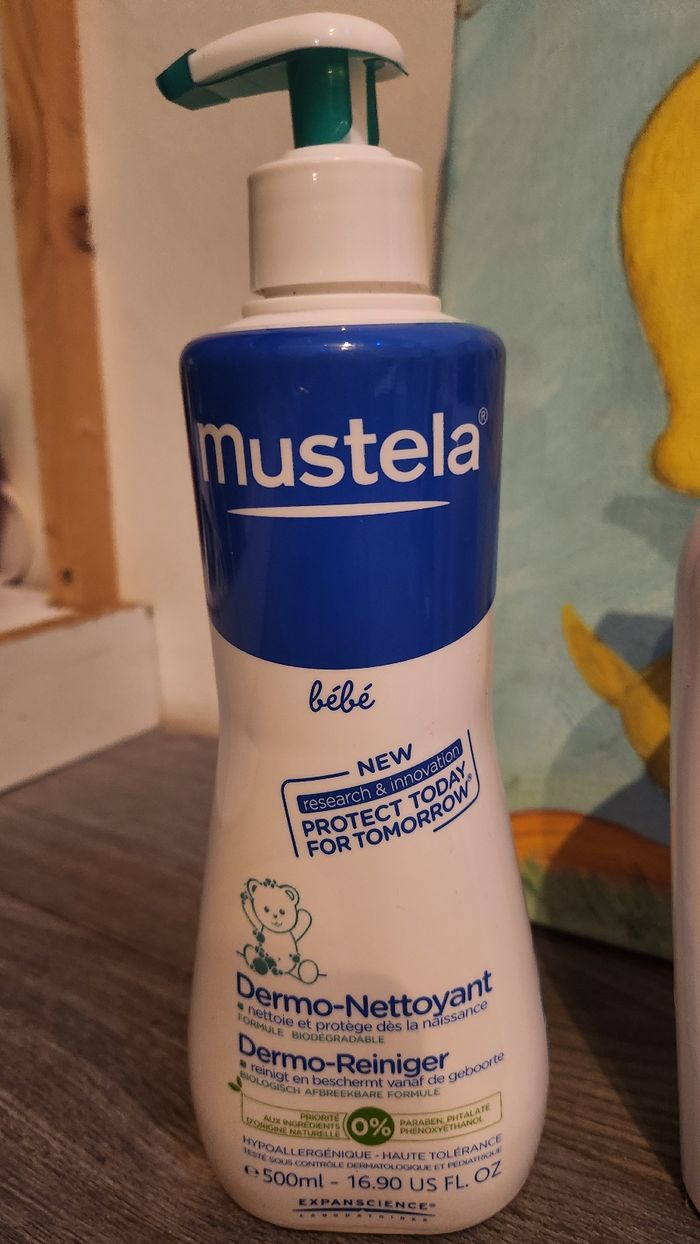 mustela®
bébé
NEW
research & innovation
PROTECT TODAY
FOR TOMORROW®
Dermo-Nettoyant
nettoie et protège dès la naissance
FORMULE BIODÉGRADABLE
Dermo-Reiniger
reinigt en beschermt vanaf de geboorte
BIOLOGISCH AFBREEKBARE FORMULE
PRIORITÉ
AUX INGRÉDIENTS
D'ORIGINE NATURELLE
0%
PARABEN, PHTALATE
PHÉNOXYETHANOL
HYPOALLERGÉNIQUE - HAUTE TOLÉRANCE
TESTÉ SOUS CONTRÔLE DERMATOLOGIQUE ET PÉDIATRIQUE
℮ 500ml - 16.90 US FL. OZ
EXPANSCIENCE®
LABORATOIRES